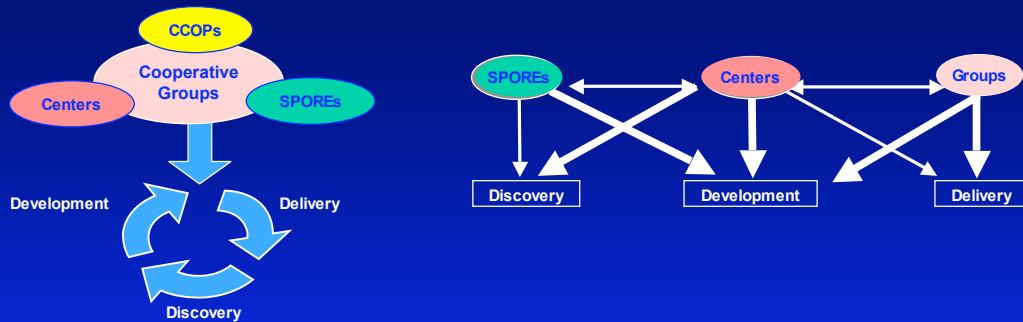 CCOPs
Cooperative
Groups
Centers
SPOREs
Development
Delivery
Discovery
SPOREs
Centers
Groups
Discovery
Development
Delivery